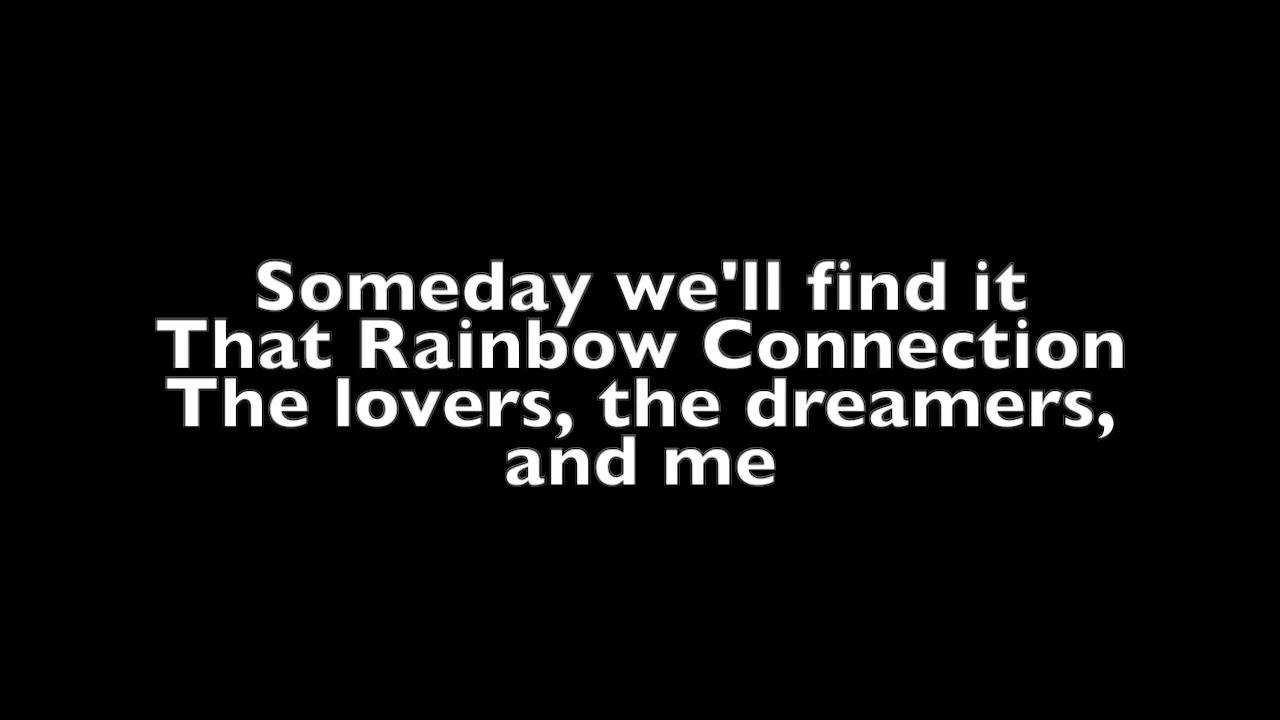 Someday we'll find it
That Rainbow Connection
The lovers, the dreamers,
and me